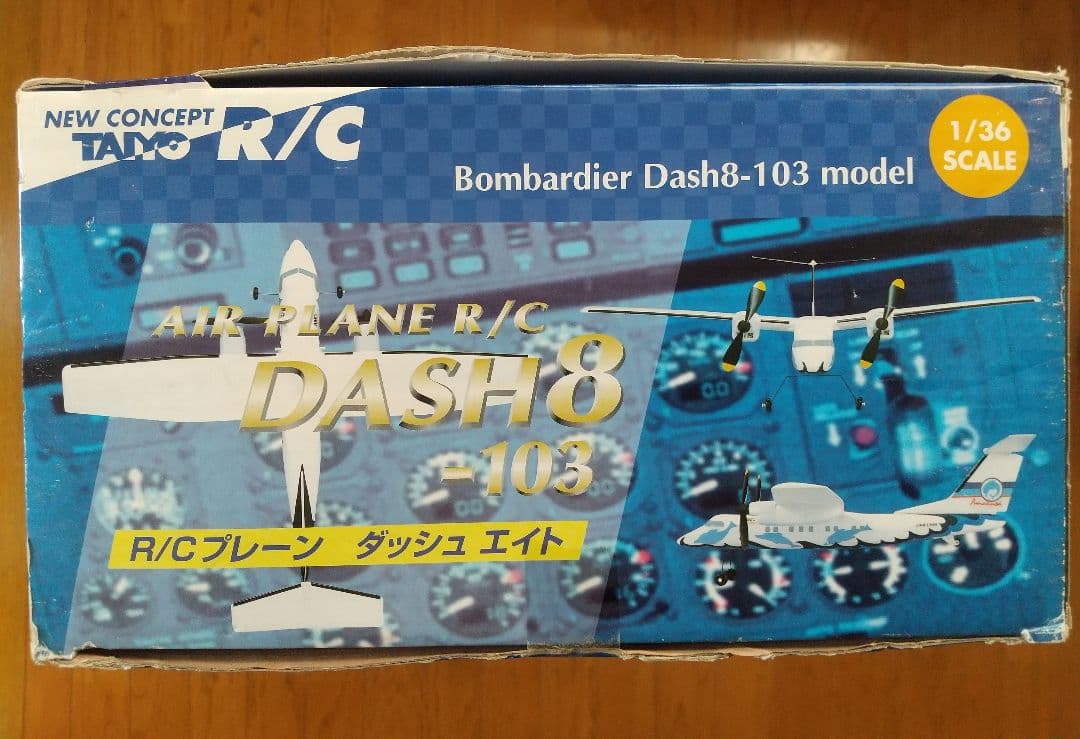 NEW CONCEPT
TAIYO R/C
Bombardier Dash8-103 model
1/36
SCALE
AIR PLANE R/C
DASH8
-103
R/Cプレーン ダッシュ エイト